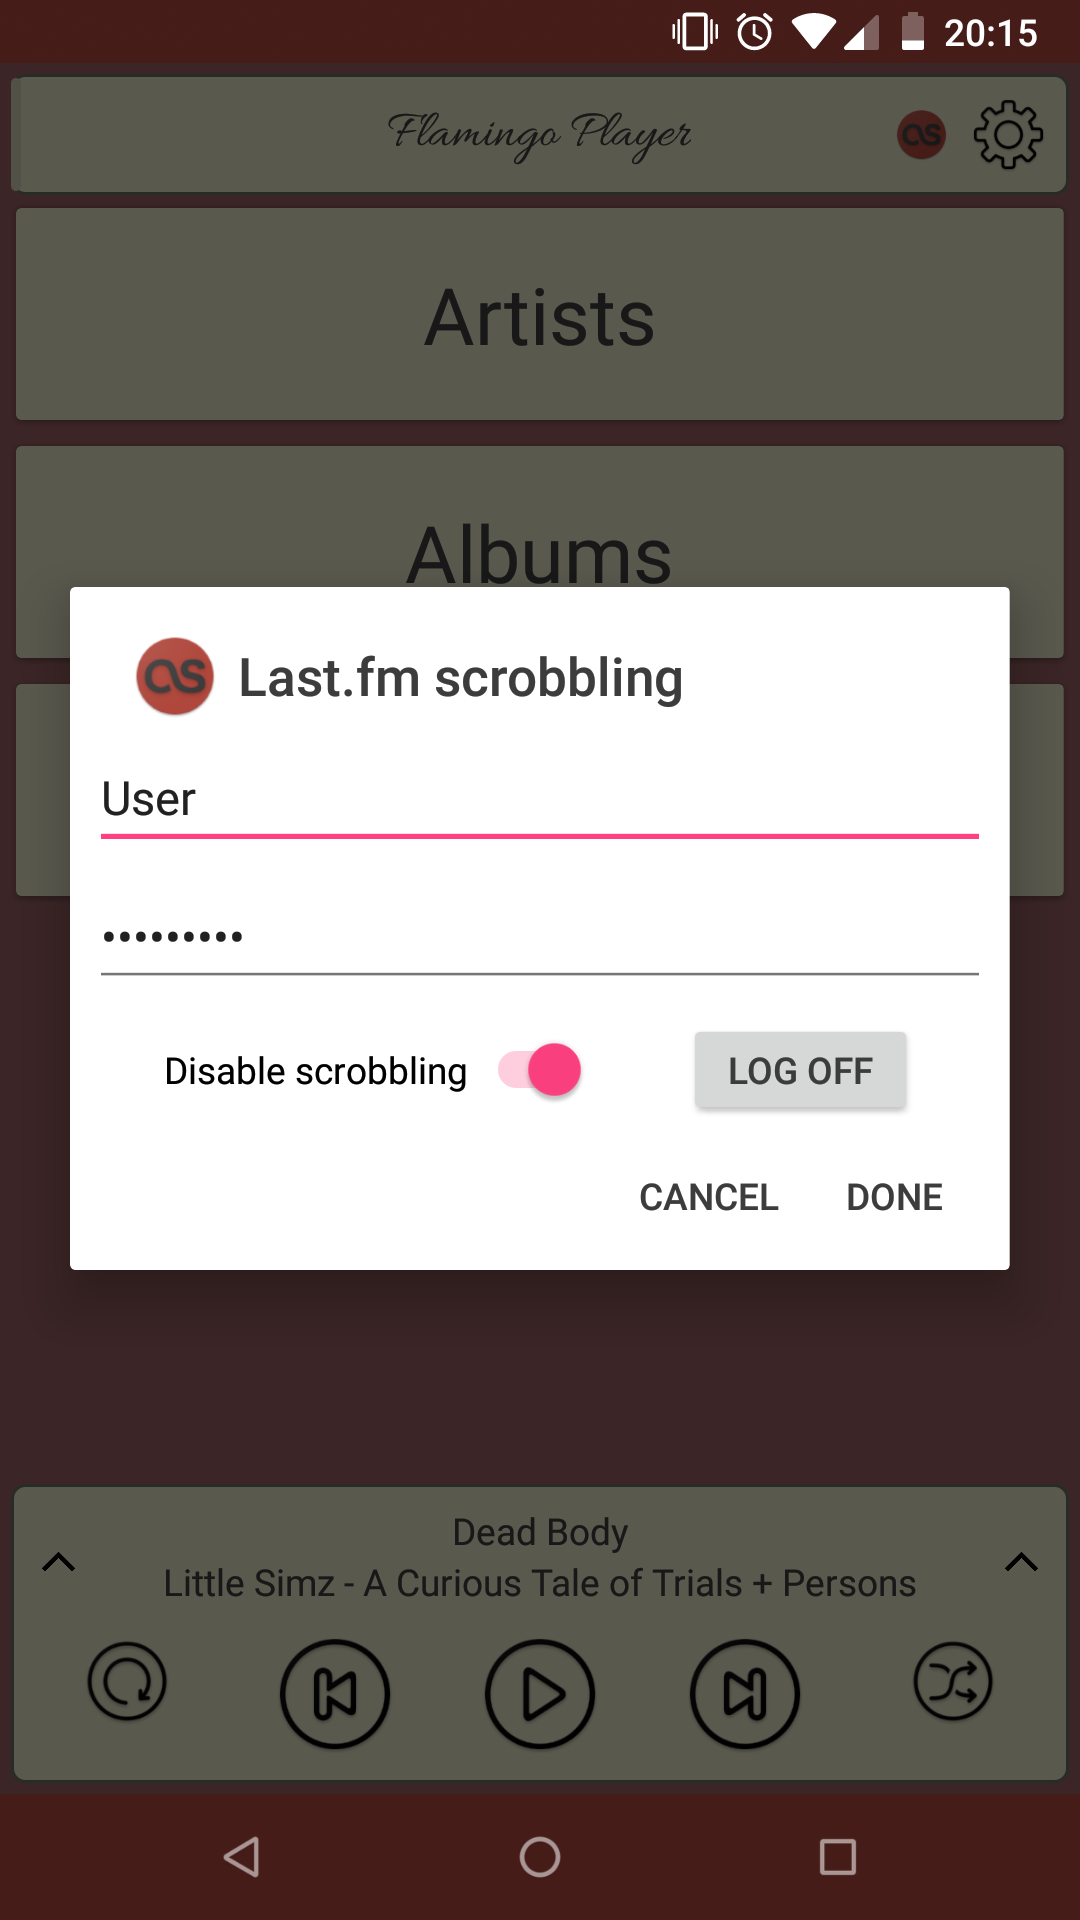 20:15
Flamingo Player
Artists
Albums
Last.fm scrobbling
User
•••••••••
Disable scrobbling
LOG OFF
CANCEL
DONE
Dead Body
Little Simz - A Curious Tale of Trials + Persons